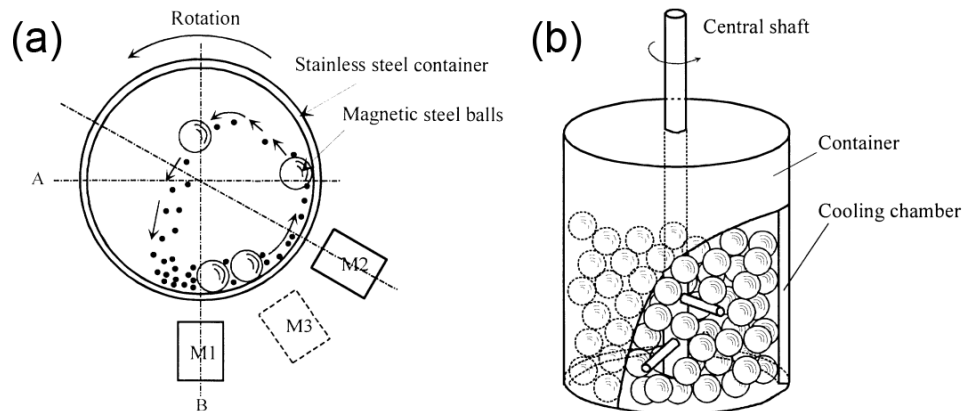 (a)
Rotation
Stainless steel container
Magnetic steel balls
A
M2
M3
M1
B
(b)
Central shaft
Container
Cooling chamber